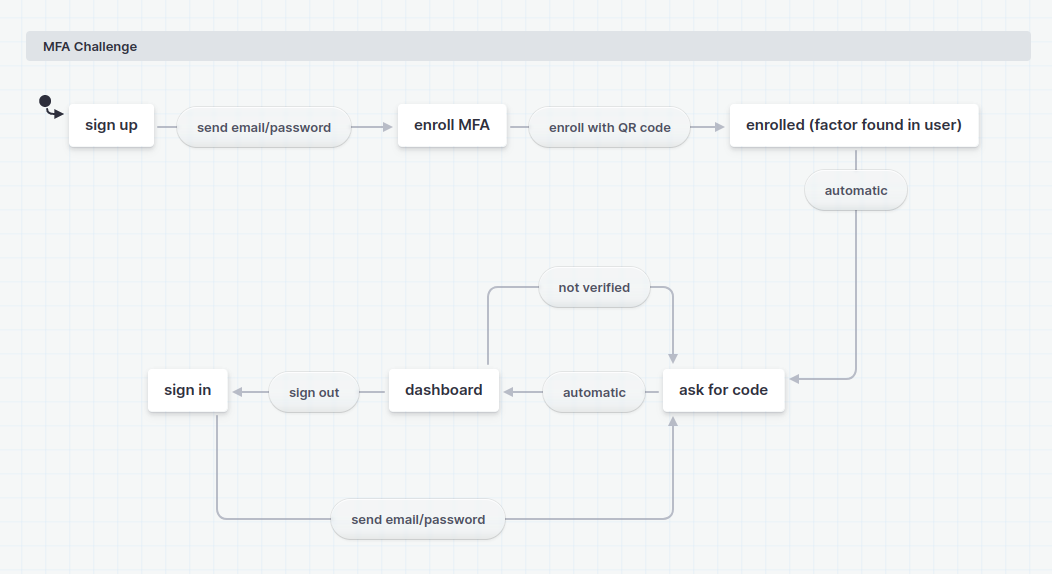 MFA Challenge
sign up
send email/password
enroll MFA
enroll with QR code
enrolled (factor found in user)
automatic
not verified
sign in
sign out
dashboard
automatic
ask for code
send email/password